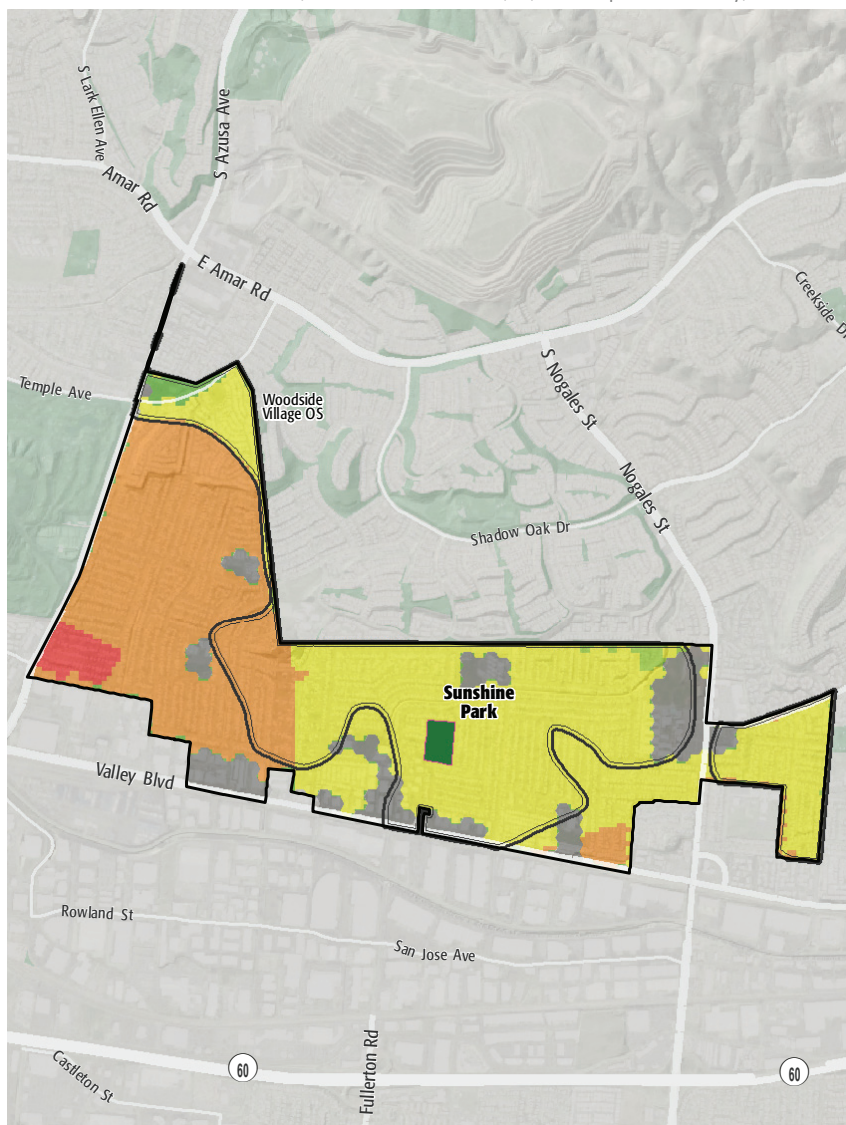 S Lark Ellen Ave
S Azusa Ave
Amar Rd
E Amar Rd
Creekside Dr
S Nogales St
Temple Ave
Woodside
Village OS
Nogales St
Shadow Oak Dr
Sunshine
Park
Valley Blvd
Rowland St
San Jose Ave
Fullerton Rd
60
60
Castleton St